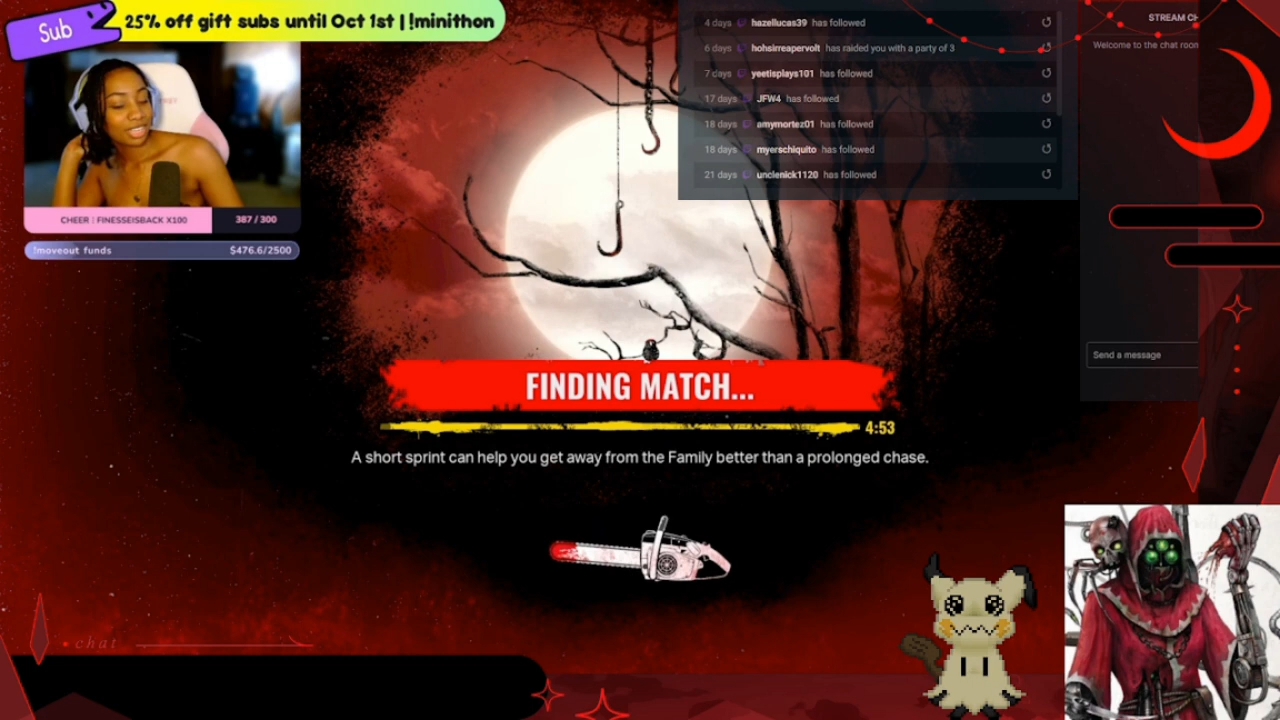 Sub
25% off gift subs until Oct 1st | !minithon
CHEER | FINESSEISBACK X100
387 / 300
!moveout funds
$476.6/2500
4 days hazellucas39 has followed
6 days hohsirreapervolt has raided you with a party of 3
7 days yeetisplays101 has followed
17 days JFW4 has followed
18 days amymortez01 has followed
18 days myerschiquito has followed
21 days unclenick1120 has followed
STREAM CH
Welcome to the chat room
Send a message
FINDING MATCH...
4:53
A short sprint can help you get away from the Family better than a prolonged chase.
chat